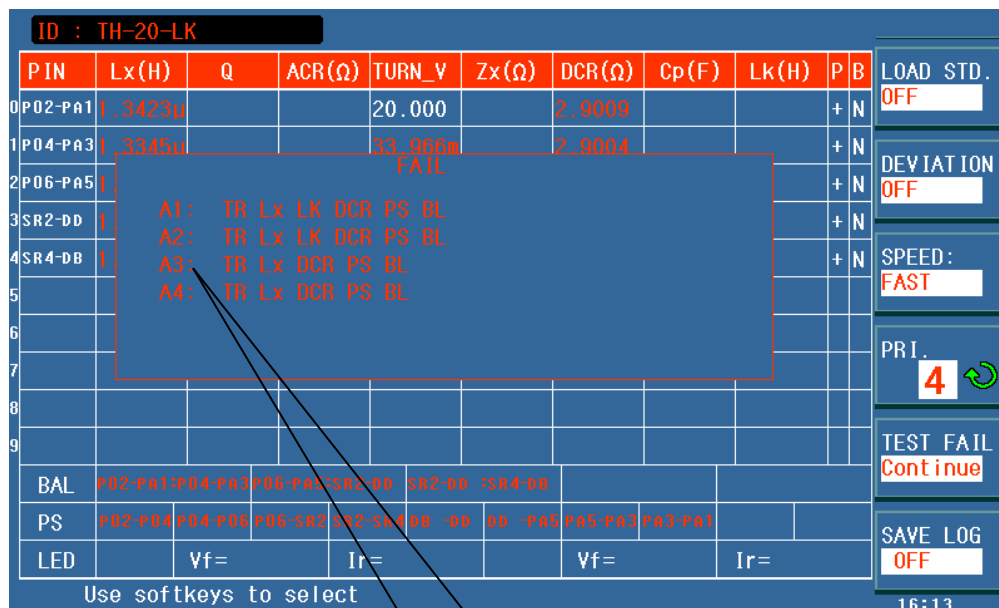 ID : TH-20-LK
PIN Lx(H) Q ACR(Ω) TURN_V Zx(Ω) DCR(Ω) Cp(F) Lk(H) P B
0 P02-PA1 1.3423μ 20.000 2.9009 + N
1 P04-PA3 1.3345μ 33.966m 2.9004 + N
2 P06-PA5 1. + N
3 SR2-DD 1. + N
4 SR4-DB 1. + N
5
6
7
8
9
FAIL
A1: TR Lx LK DCR PS BL
A2: TR Lx LK DCR PS BL
A3: TR Lx DCR PS BL
A4: TR Lx DCR PS BL
BAL P02-PA1:P04-PA3 P06-PA5:SR2-DD SR2-DD :SR4-DB
PS P02-P04 P04-P06 P06-SR2 SR2-SR4 DB -DD DD -PA5 PA5-PA3 PA3-PA1
LED Vf= Ir= Vf= Ir=
Use softkeys to select
LOAD STD.
OFF
DEVIATION
OFF
SPEED:
FAST
PRI.
4
TEST FAIL
Continue
SAVE LOG
OFF
16:13